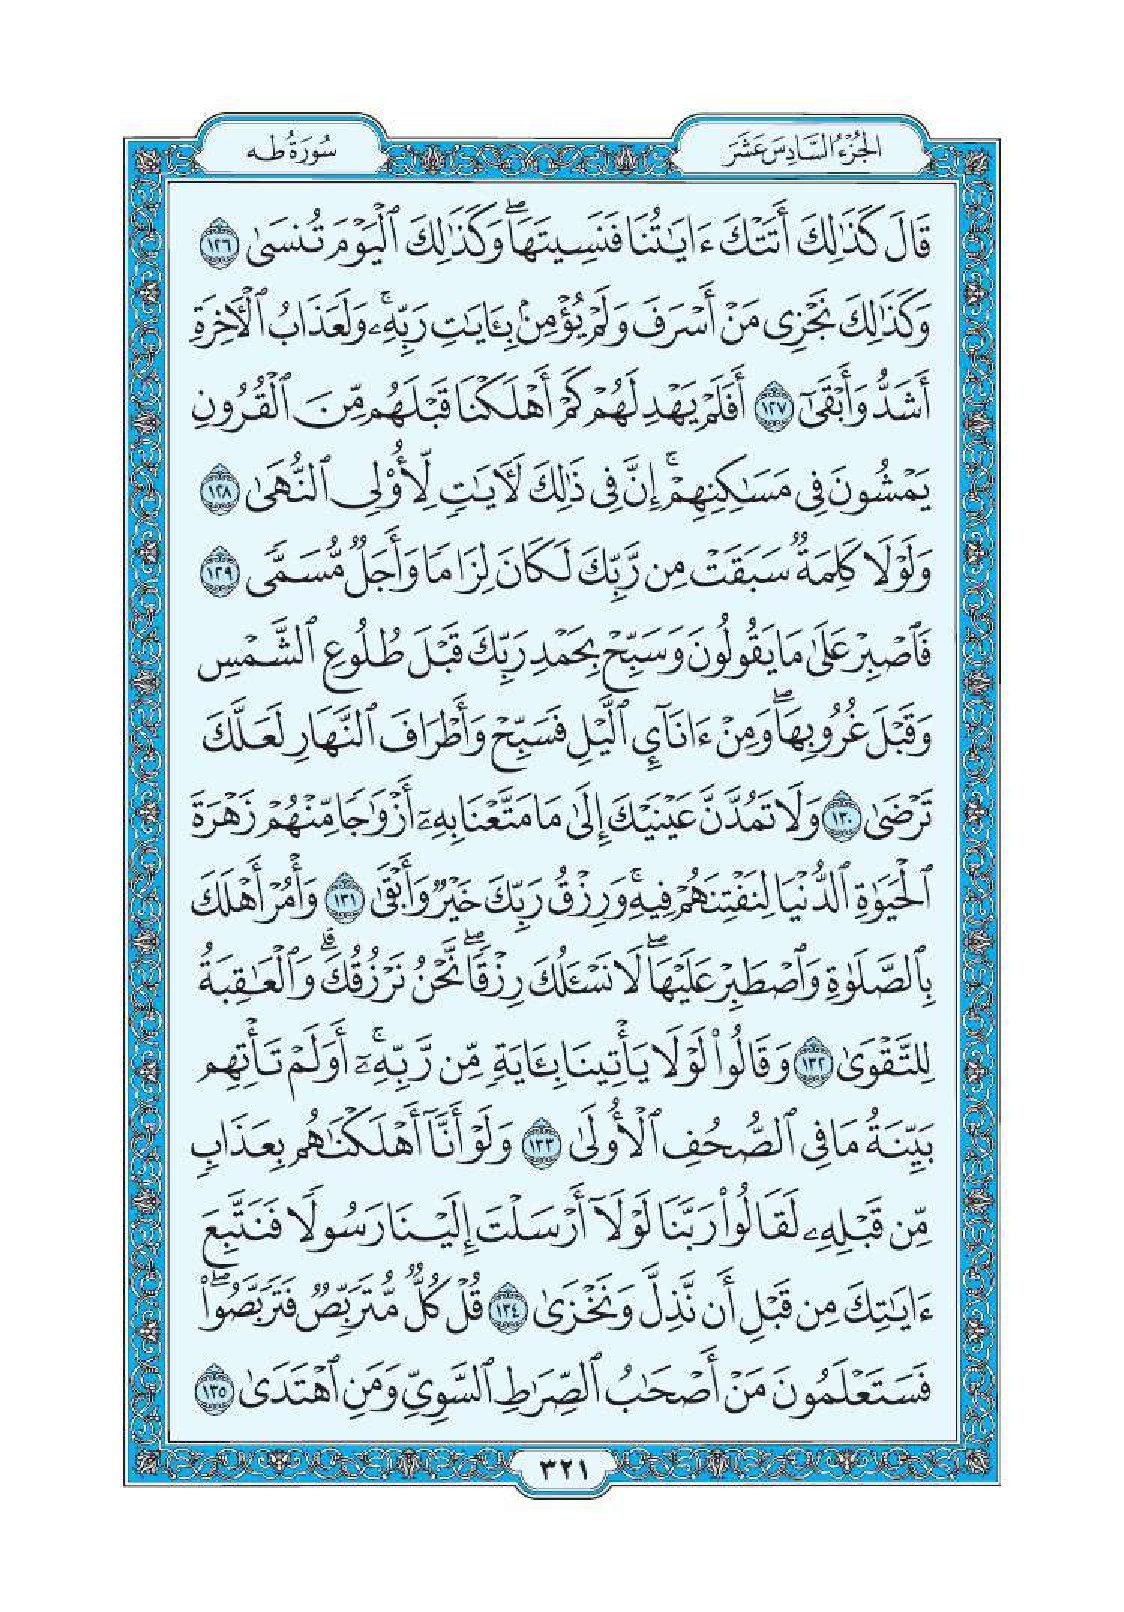 الجُزْءُ السَّادِسَ عَشَرَ
سُورَةُ طه
قَالَ كَذَٰلِكَ أَتَتْكَ ءَايَٰتُنَا فَنَسِيتَهَاۖ وَكَذَٰلِكَ ٱلْيَوْمَ تُنسَىٰ ١٢٦
وَكَذَٰلِكَ نَجْزِى مَنْ أَسْرَفَ وَلَمْ يُؤْمِنۢ بِـَٔايَٰتِ رَبِّهِۦۚ وَلَعَذَابُ ٱلْأَخِرَةِ
أَشَدُّ وَأَبْقَىٰٓ ١٢٧ أَفَلَمْ يَهْدِ لَهُمْ كَمْ أَهْلَكْنَا قَبْلَهُم مِّنَ ٱلْقُرُونِ
يَمْشُونَ فِى مَسَٰكِنِهِمْۚ إِنَّ فِى ذَٰلِكَ لَأَيَٰتٍ لِّأُو۟لِى ٱلنُّهَىٰ ١٢٨
وَلَوْلَا كَلِمَةٌ سَبَقَتْ مِن رَّبِّكَ لَكَانَ لِزَامًا وَأَجَلٌ مُّسَمًّى ١٢٩
فَٱصْبِرْ عَلَىٰ مَا يَقُولُونَ وَسَبِّحْ بِحَمْدِ رَبِّكَ قَبْلَ طُلُوعِ ٱلشَّمْسِ
وَقَبْلَ غُرُوبِهَاۖ وَمِنْ ءَانَآئِ ٱلَّيْلِ فَسَبِّحْ وَأَطْرَافَ ٱلنَّهَارِ لَعَلَّكَ
تَرْضَىٰ ١٣٠ وَلَا تَمُدَّنَّ عَيْنَيْكَ إِلَىٰ مَا مَتَّعْنَا بِهِۦٓ أَزْوَٰجًا مِّنْهُمْ زَهْرَةَ
ٱلْحَيَوٰةِ ٱلدُّنْيَا لِنَفْتِنَهُمْ فِيهِۚ وَرِزْقُ رَبِّكَ خَيْرٌ وَأَبْقَىٰ ١٣١ وَأْمُرْ أَهْلَكَ
بِٱلصَّلَوٰةِ وَٱصْطَبِرْ عَلَيْهَاۖ لَا نَسْـَٔلُكَ رِزْقًاۖ نَّحْنُ نَرْزُقُكَۗ وَٱلْعَٰقِبَةُ
لِلتَّقْوَىٰ ١٣٢ وَقَالُوا۟ لَوْلَا يَأْتِينَا بِـَٔايَةٍ مِّن رَّبِّهِۦٓۚ أَوَلَمْ تَأْتِهِم
بَيِّنَةُ مَا فِى ٱلصُّحُفِ ٱلْأُولَىٰ ١٣٣ وَلَوْ أَنَّآ أَهْلَكْنَٰهُم بِعَذَابٍ
مِّن قَبْلِهِۦ لَقَالُوا۟ رَبَّنَا لَوْلَآ أَرْسَلْتَ إِلَيْنَا رَسُولًا فَنَتَّبِعَ
ءَايَٰتِكَ مِن قَبْلِ أَن نَّذِلَّ وَنَخْزَىٰ ١٣٤ قُلْ كُلٌّ مُّتَرَبِّصٌ فَتَرَبَّصُوا۟ۖ
فَسَتَعْلَمُونَ مَنْ أَصْحَٰبُ ٱلصِّرَٰطِ ٱلسَّوِىِّ وَمَنِ ٱهْتَدَىٰ ١٣٥
٣٢١